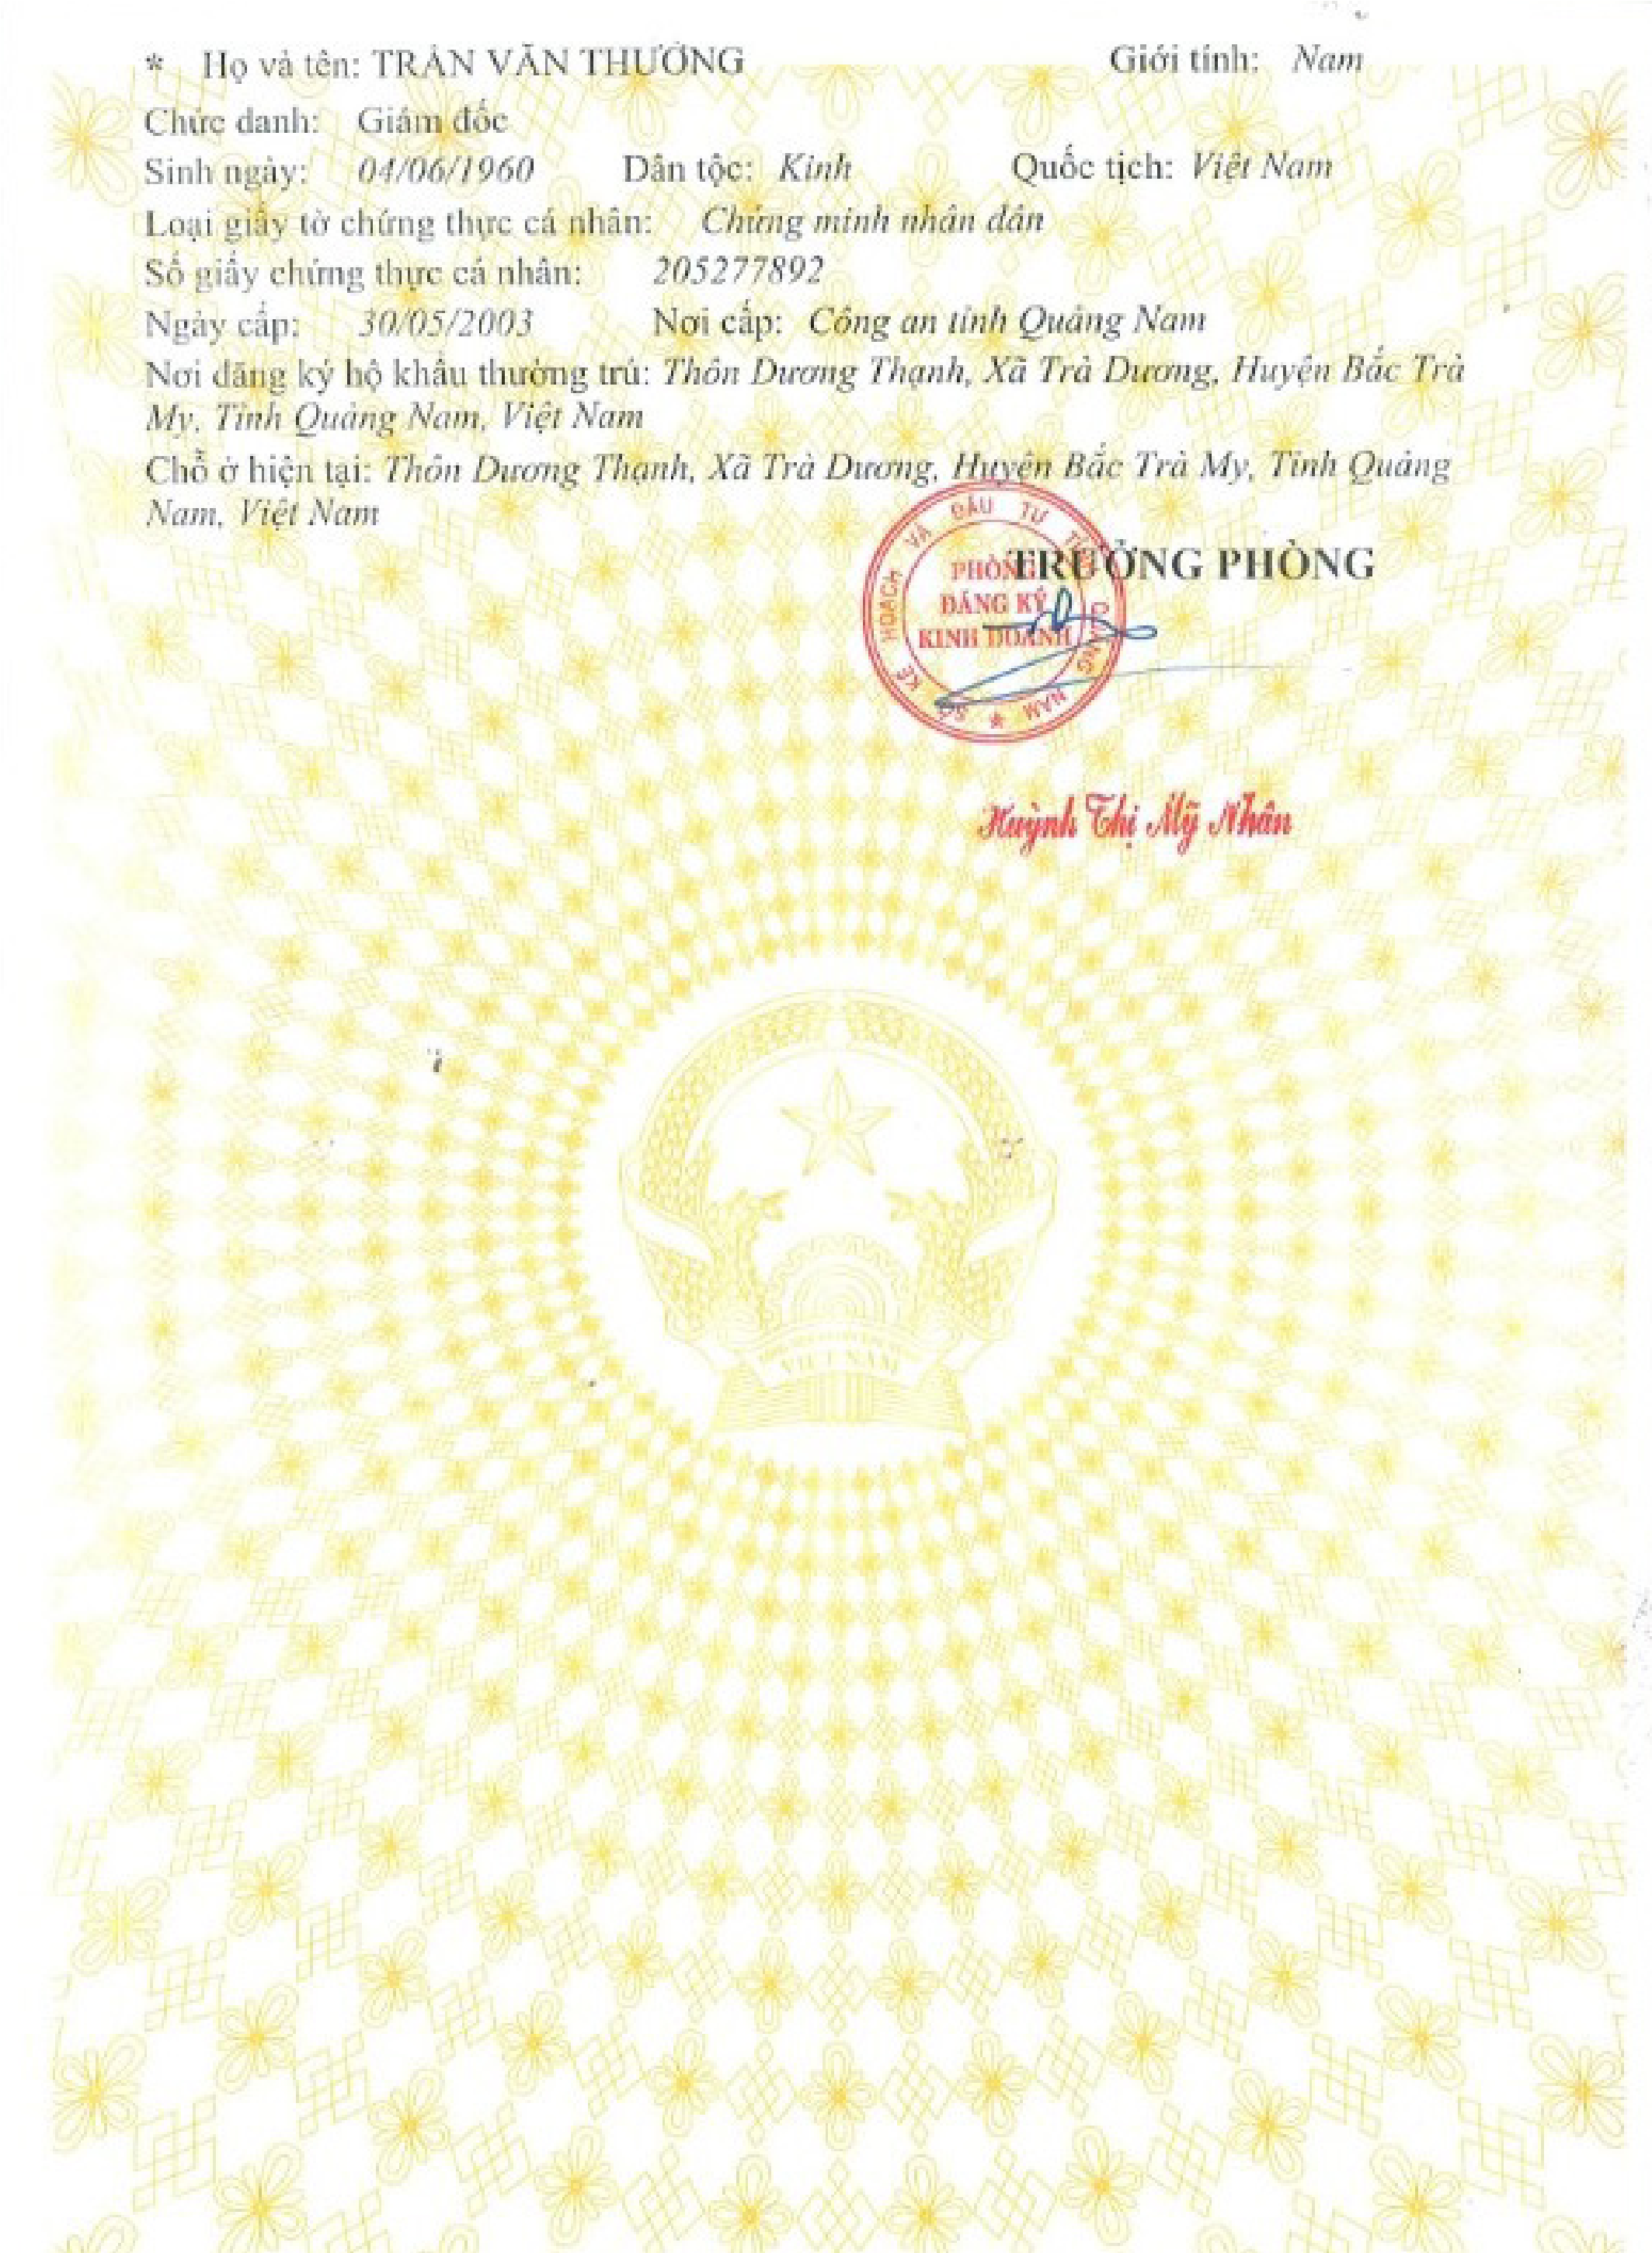 * Họ và tên: TRẦN VĂN THƯỞNG Giới tính: Nam
Chức danh: Giám đốc
Sinh ngày: 04/06/1960 Dân tộc: Kinh Quốc tịch: Việt Nam
Loại giấy tờ chứng thực cá nhân: Chứng minh nhân dân
Số giấy chứng thực cá nhân: 205277892
Ngày cấp: 30/05/2003 Nơi cấp: Công an tỉnh Quảng Nam
Nơi đăng ký hộ khẩu thường trú: Thôn Dương Thạnh, Xã Trà Dương, Huyện Bắc Trà
My, Tỉnh Quảng Nam, Việt Nam
Chỗ ở hiện tại: Thôn Dương Thạnh, Xã Trà Dương, Huyện Bắc Trà My, Tỉnh Quảng
Nam, Việt Nam
TRƯỞNG PHÒNG
SỞ KẾ HOẠCH VÀ ĐẦU TƯ TỈNH QUẢNG NAM
PHÒNG
ĐĂNG KÝ
KINH DOANH
Huỳnh Thị Mỹ Nhân
VIỆT NAM